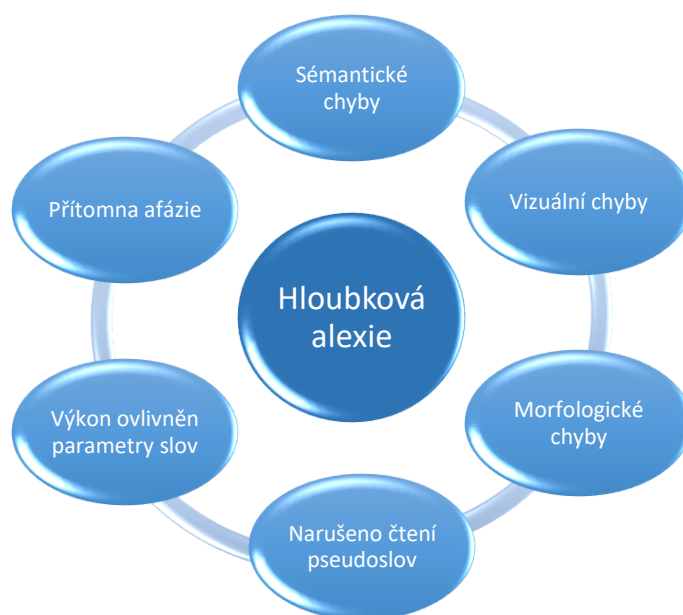 Sémantické
chyby
Vizuální chyby
Morfologické
chyby
Narušeno čtení
pseudoslov
Výkon ovlivněn
parametry slov
Přítomna afázie
Hloubková
alexie